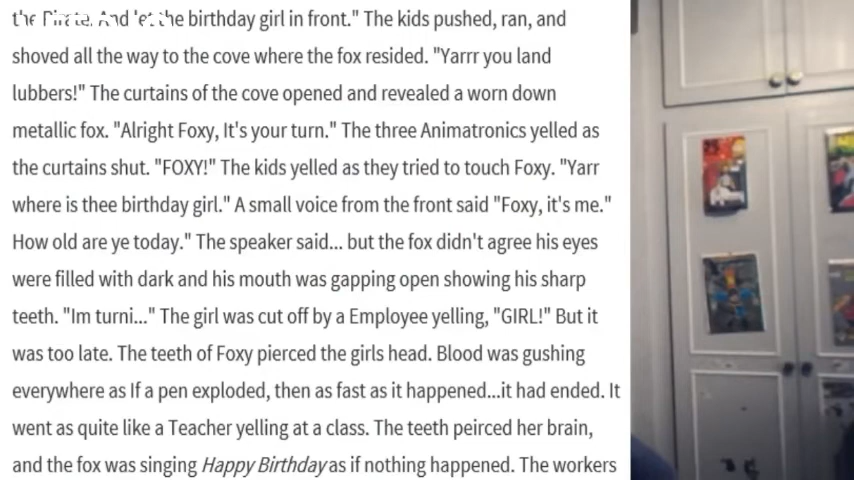 the Pirate. And let the birthday girl in front." The kids pushed, ran, and
shoved all the way to the cove where the fox resided. "Yarrr you land
lubbers!" The curtains of the cove opened and revealed a worn down
metallic fox. "Alright Foxy, It's your turn." The three Animatronics yelled as
the curtains shut. "FOXY!" The kids yelled as they tried to touch Foxy. "Yarr
where is thee birthday girl." A small voice from the front said "Foxy, it's me."
How old are ye today." The speaker said... but the fox didn't agree his eyes
were filled with dark and his mouth was gapping open showing his sharp
teeth. "Im turni..." The girl was cut off by a Employee yelling, "GIRL!" But it
was too late. The teeth of Foxy pierced the girls head. Blood was gushing
everywhere as If a pen exploded, then as fast as it happened...it had ended. It
went as quite like a Teacher yelling at a class. The teeth peirced her brain,
and the fox was singing Happy Birthday as if nothing happened. The workers